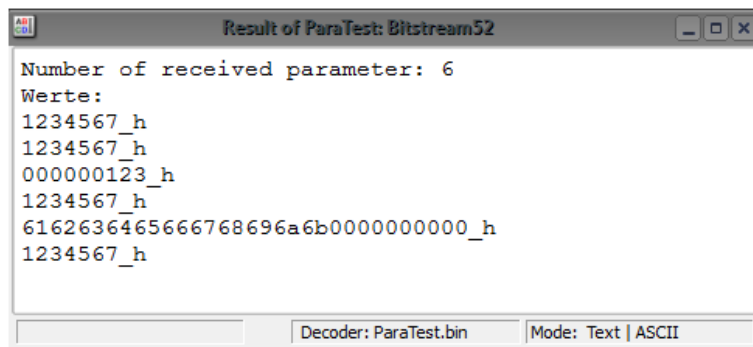 Result of ParaTest: Bitstream52
Number of received parameter: 6
Werte:
1234567_h
1234567_h
000000123_h
1234567_h
6162636465666768696a6b0000000000_h
1234567_h
Decoder: ParaTest.bin
Mode: Text | ASCII